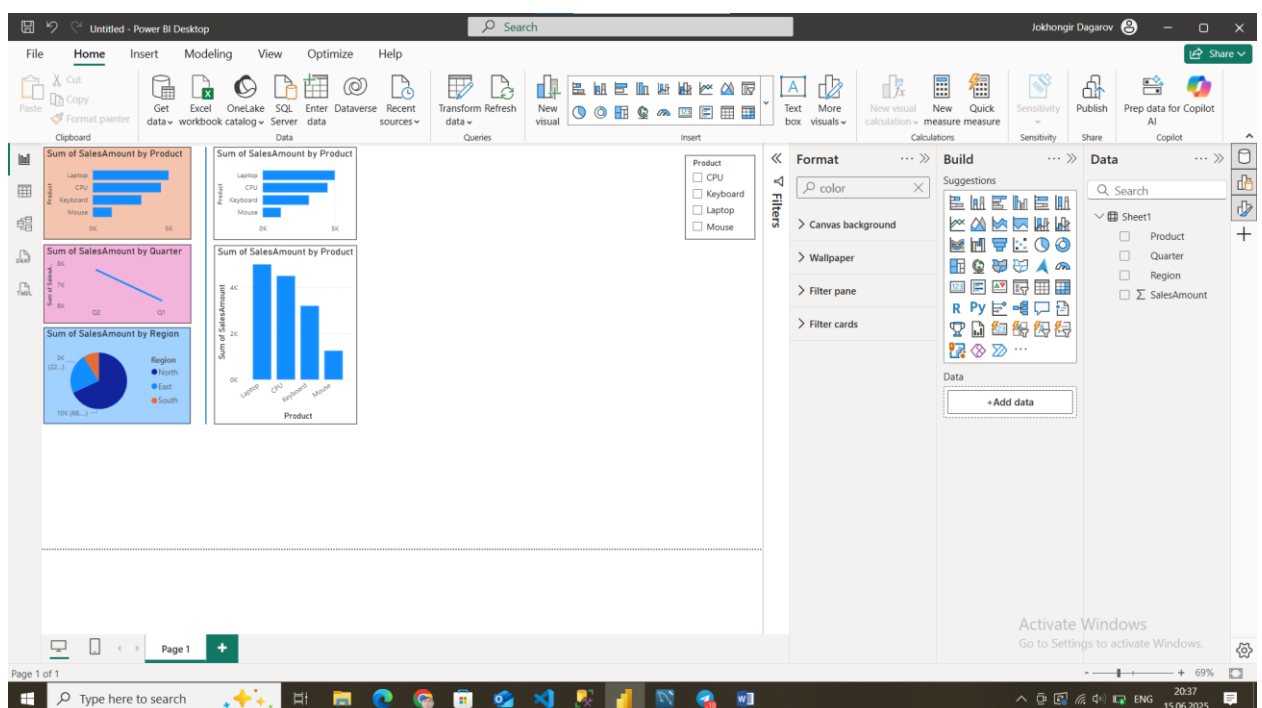 Untitled - Power BI Desktop
Search
Jokhongir Dagarov
File Home Insert Modeling View Optimize Help
Share
Paste
Cut
Copy
Format painter
Clipboard
Get data
Excel workbook
OneLake catalog
SQL Server
Enter data
Dataverse
Recent sources
Data
Transform data
Refresh
Queries
New visual
Text box
More visuals
Insert
New visual calculation
New measure
Quick measure
Calculations
Sensitivity
Sensitivity
Publish
Share
Prep data for AI
Copilot
Copilot
Sum of SalesAmount by Product
Product
Laptop
CPU
Keyboard
Mouse
0K 5K
Sum of SalesAmount by Quarter
8K
7K
6K
Q2 Q1
Sum of SalesAmount by Region
3K
(22...)
10K (68,...)
Region
North
East
South
Sum of SalesAmount by Product
Product
Laptop
CPU
Keyboard
Mouse
0K 5K
Sum of SalesAmount by Product
Sum of SalesAmount
4K
2K
0K
Laptop CPU Keyboard Mouse
Product
Product
CPU
Keyboard
Laptop
Mouse
Filters
Format
color
Canvas background
Wallpaper
Filter pane
Filter cards
Build
Suggestions
123
R Py
Data
+Add data
Data
Search
Sheet1
Product
Quarter
Region
Σ SalesAmount
DAX
TMDL
Activate Windows
Go to Settings to activate Windows.
Page 1
Page 1 of 1
- + 69%
Type here to search
ENG
20:37
15.06.2025